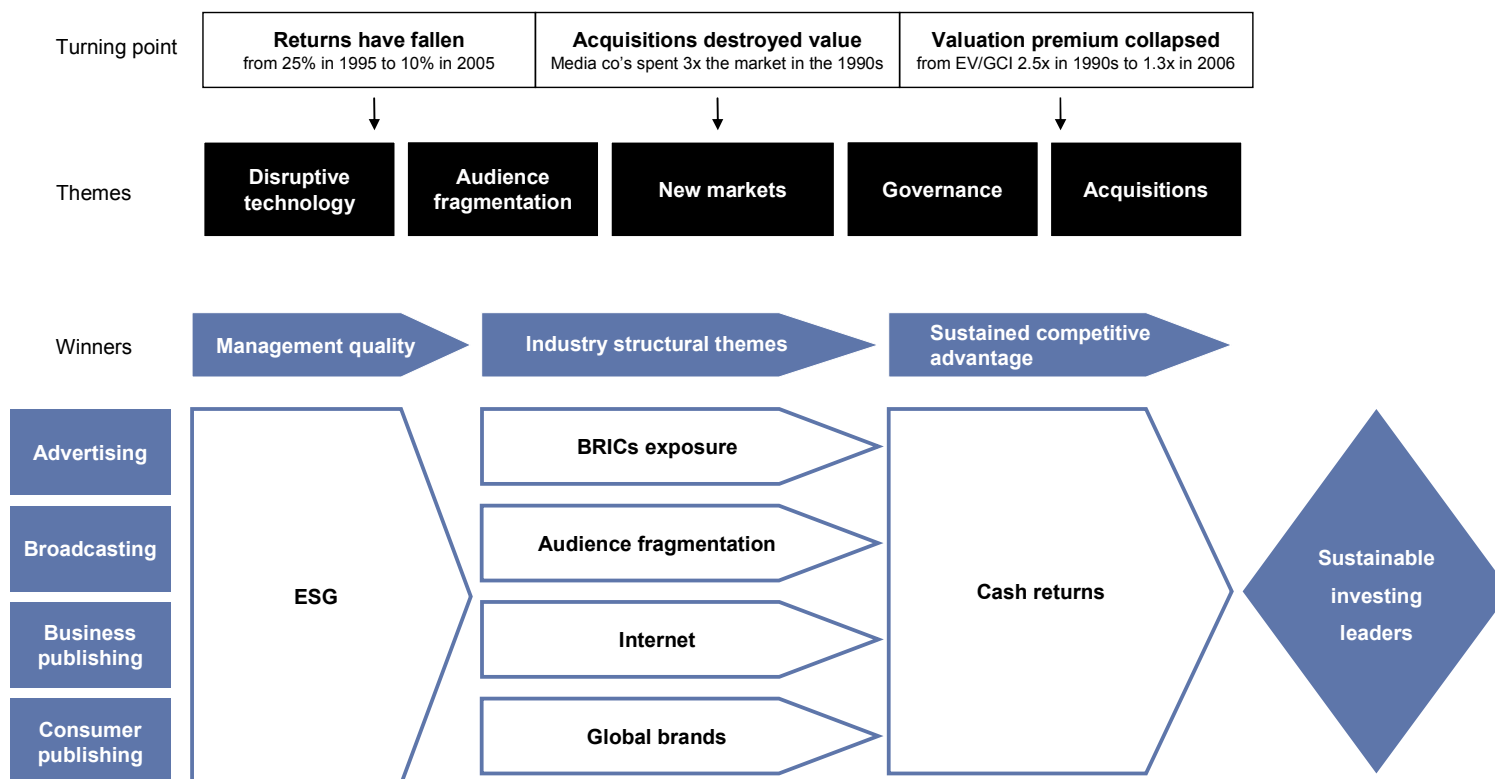 Turning point
Returns have fallen
from 25% in 1995 to 10% in 2005
Acquisitions destroyed value
Media co's spent 3x the market in the 1990s
Valuation premium collapsed
from EV/GCI 2.5x in 1990s to 1.3x in 2006
Themes
Disruptive
technology
Audience
fragmentation
New markets
Governance
Acquisitions
Winners
Management quality
Industry structural themes
Sustained competitive
advantage
Advertising
Broadcasting
Business
publishing
Consumer
publishing
ESG
BRICs exposure
Audience fragmentation
Internet
Global brands
Cash returns
Sustainable
investing
leaders